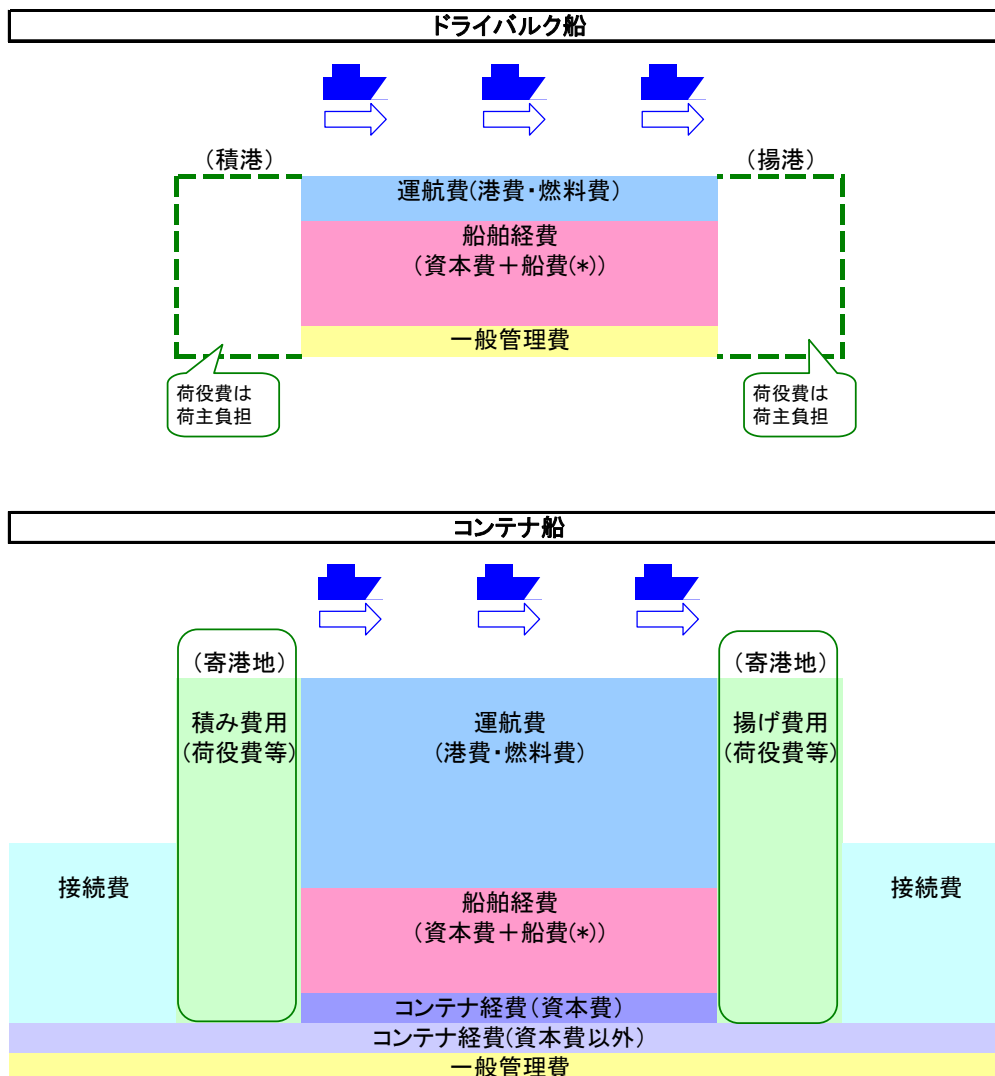 ドライバルク船
（積港）
（揚港）
運航費(港費・燃料費)
船舶経費
（資本費＋船費(*)）
一般管理費
荷役費は
荷主負担
荷役費は
荷主負担
コンテナ船
（寄港地）
（寄港地）
積み費用
(荷役費等)
運航費
(港費・燃料費)
揚げ費用
(荷役費等)
接続費
接続費
船舶経費
（資本費＋船費(*)）
コンテナ経費（資本費）
コンテナ経費(資本費以外)
一般管理費